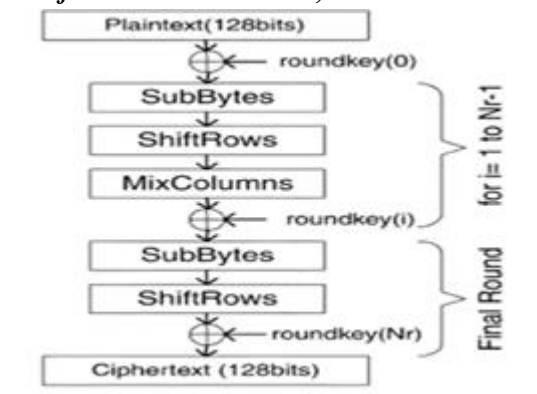 Plaintext(128bits)
roundkey(0)
SubBytes
ShiftRows
MixColumns
roundkey(i)
for i= 1 to Nr-1
SubBytes
ShiftRows
roundkey(Nr)
Final Round
Ciphertext (128bits)